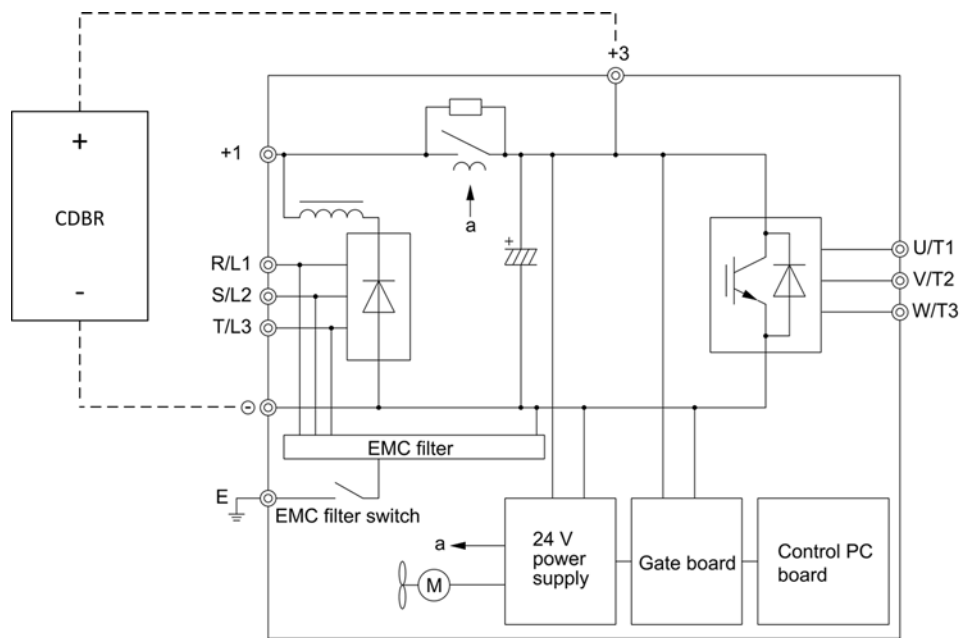 +3
+
CDBR
-
+1
a
+
R/L1
S/L2
T/L3
U/T1
V/T2
W/T3
-
EMC filter
E
EMC filter switch
a
M
24 V
power
supply
Gate board
Control PC
board